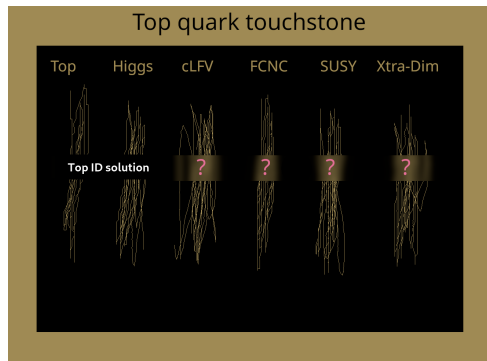 Top quark touchstone
Top Higgs cLFV FCNC SUSY Xtra-Dim
Top ID solution ? ? ? ?